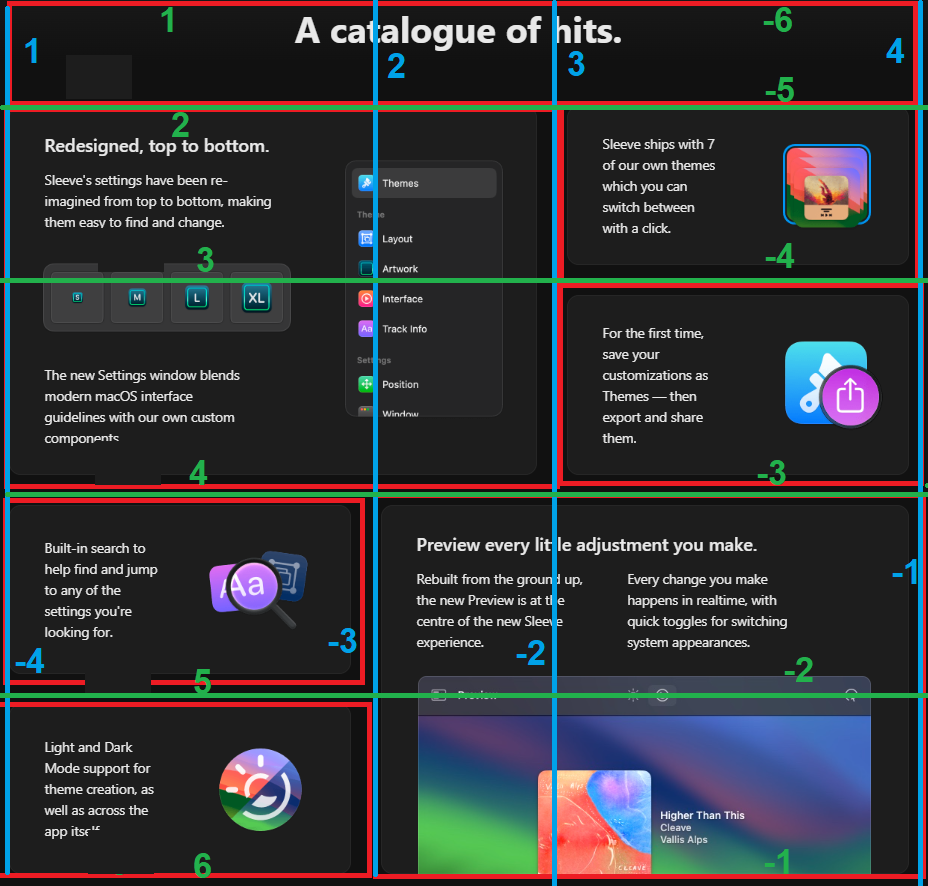 1
-6
A catalogue of hits.
1
2
3
4
-5
2
Redesigned, top to bottom.
Sleeve's settings have been re-
imagined from top to bottom, making
them easy to find and change.
3
S
M
L
XL
The new Settings window blends
modern macOS interface
guidelines with our own custom
components
4
Themes
Theme
Layout
Artwork
Interface
Aa
Track Info
Settings
Position
Window
Sleeve ships with 7
of our own themes
which you can
switch between
with a click.
-4
For the first time,
save your
customizations as
Themes — then
export and share
them.
-3
Built-in search to
help find and jump
to any of the
settings you're
looking for.
Aa
-4
-3
5
Preview every little adjustment you make.
Rebuilt from the ground up,
the new Preview is at the
centre of the new Sleeve
experience.
Every change you make
happens in realtime, with
quick toggles for switching
system appearances.
-1
-2
-2
Preview
Light and Dark
Mode support for
theme creation, as
well as across the
app itself
6
Vallis Alps
Higher Than This
Cleave
Vallis Alps
CLEAVE
-1